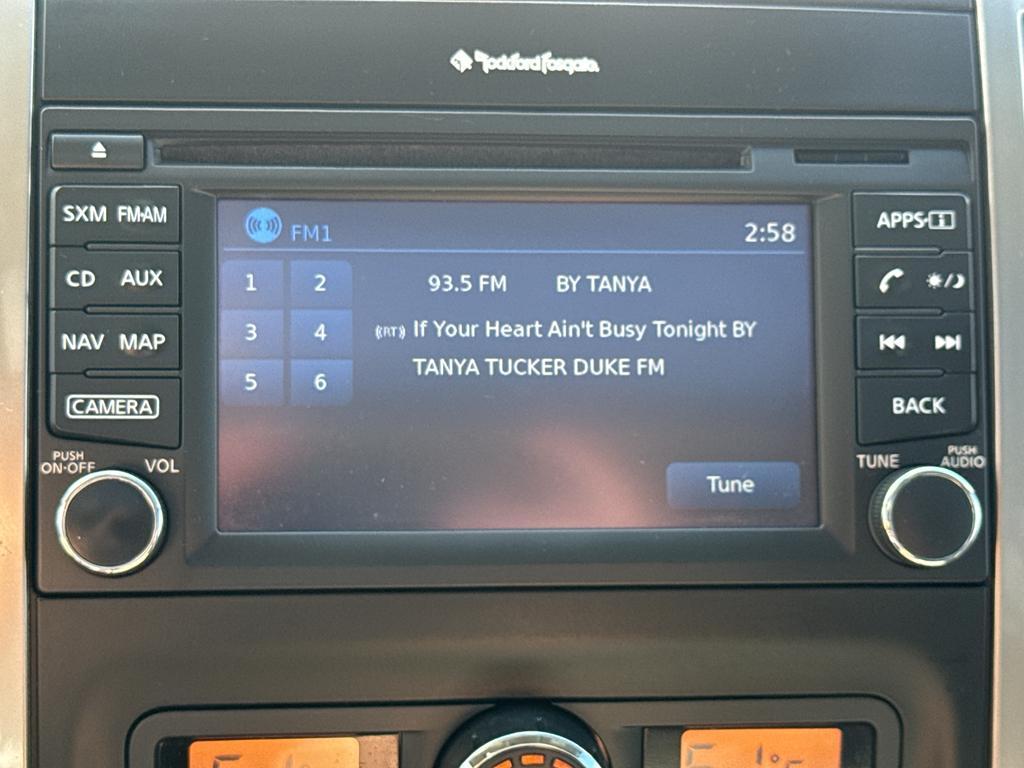 Rockford Fosgate
SXM FM·AM
CD AUX
NAV MAP
CAMERA
PUSH
ON·OFF
VOL
FM1
2:58
1 2
3 4
5 6
93.5 FM BY TANYA
((RT)) If Your Heart Ain't Busy Tonight BY
TANYA TUCKER DUKE FM
Tune
APPS·i
BACK
TUNE
PUSH
AUDIO